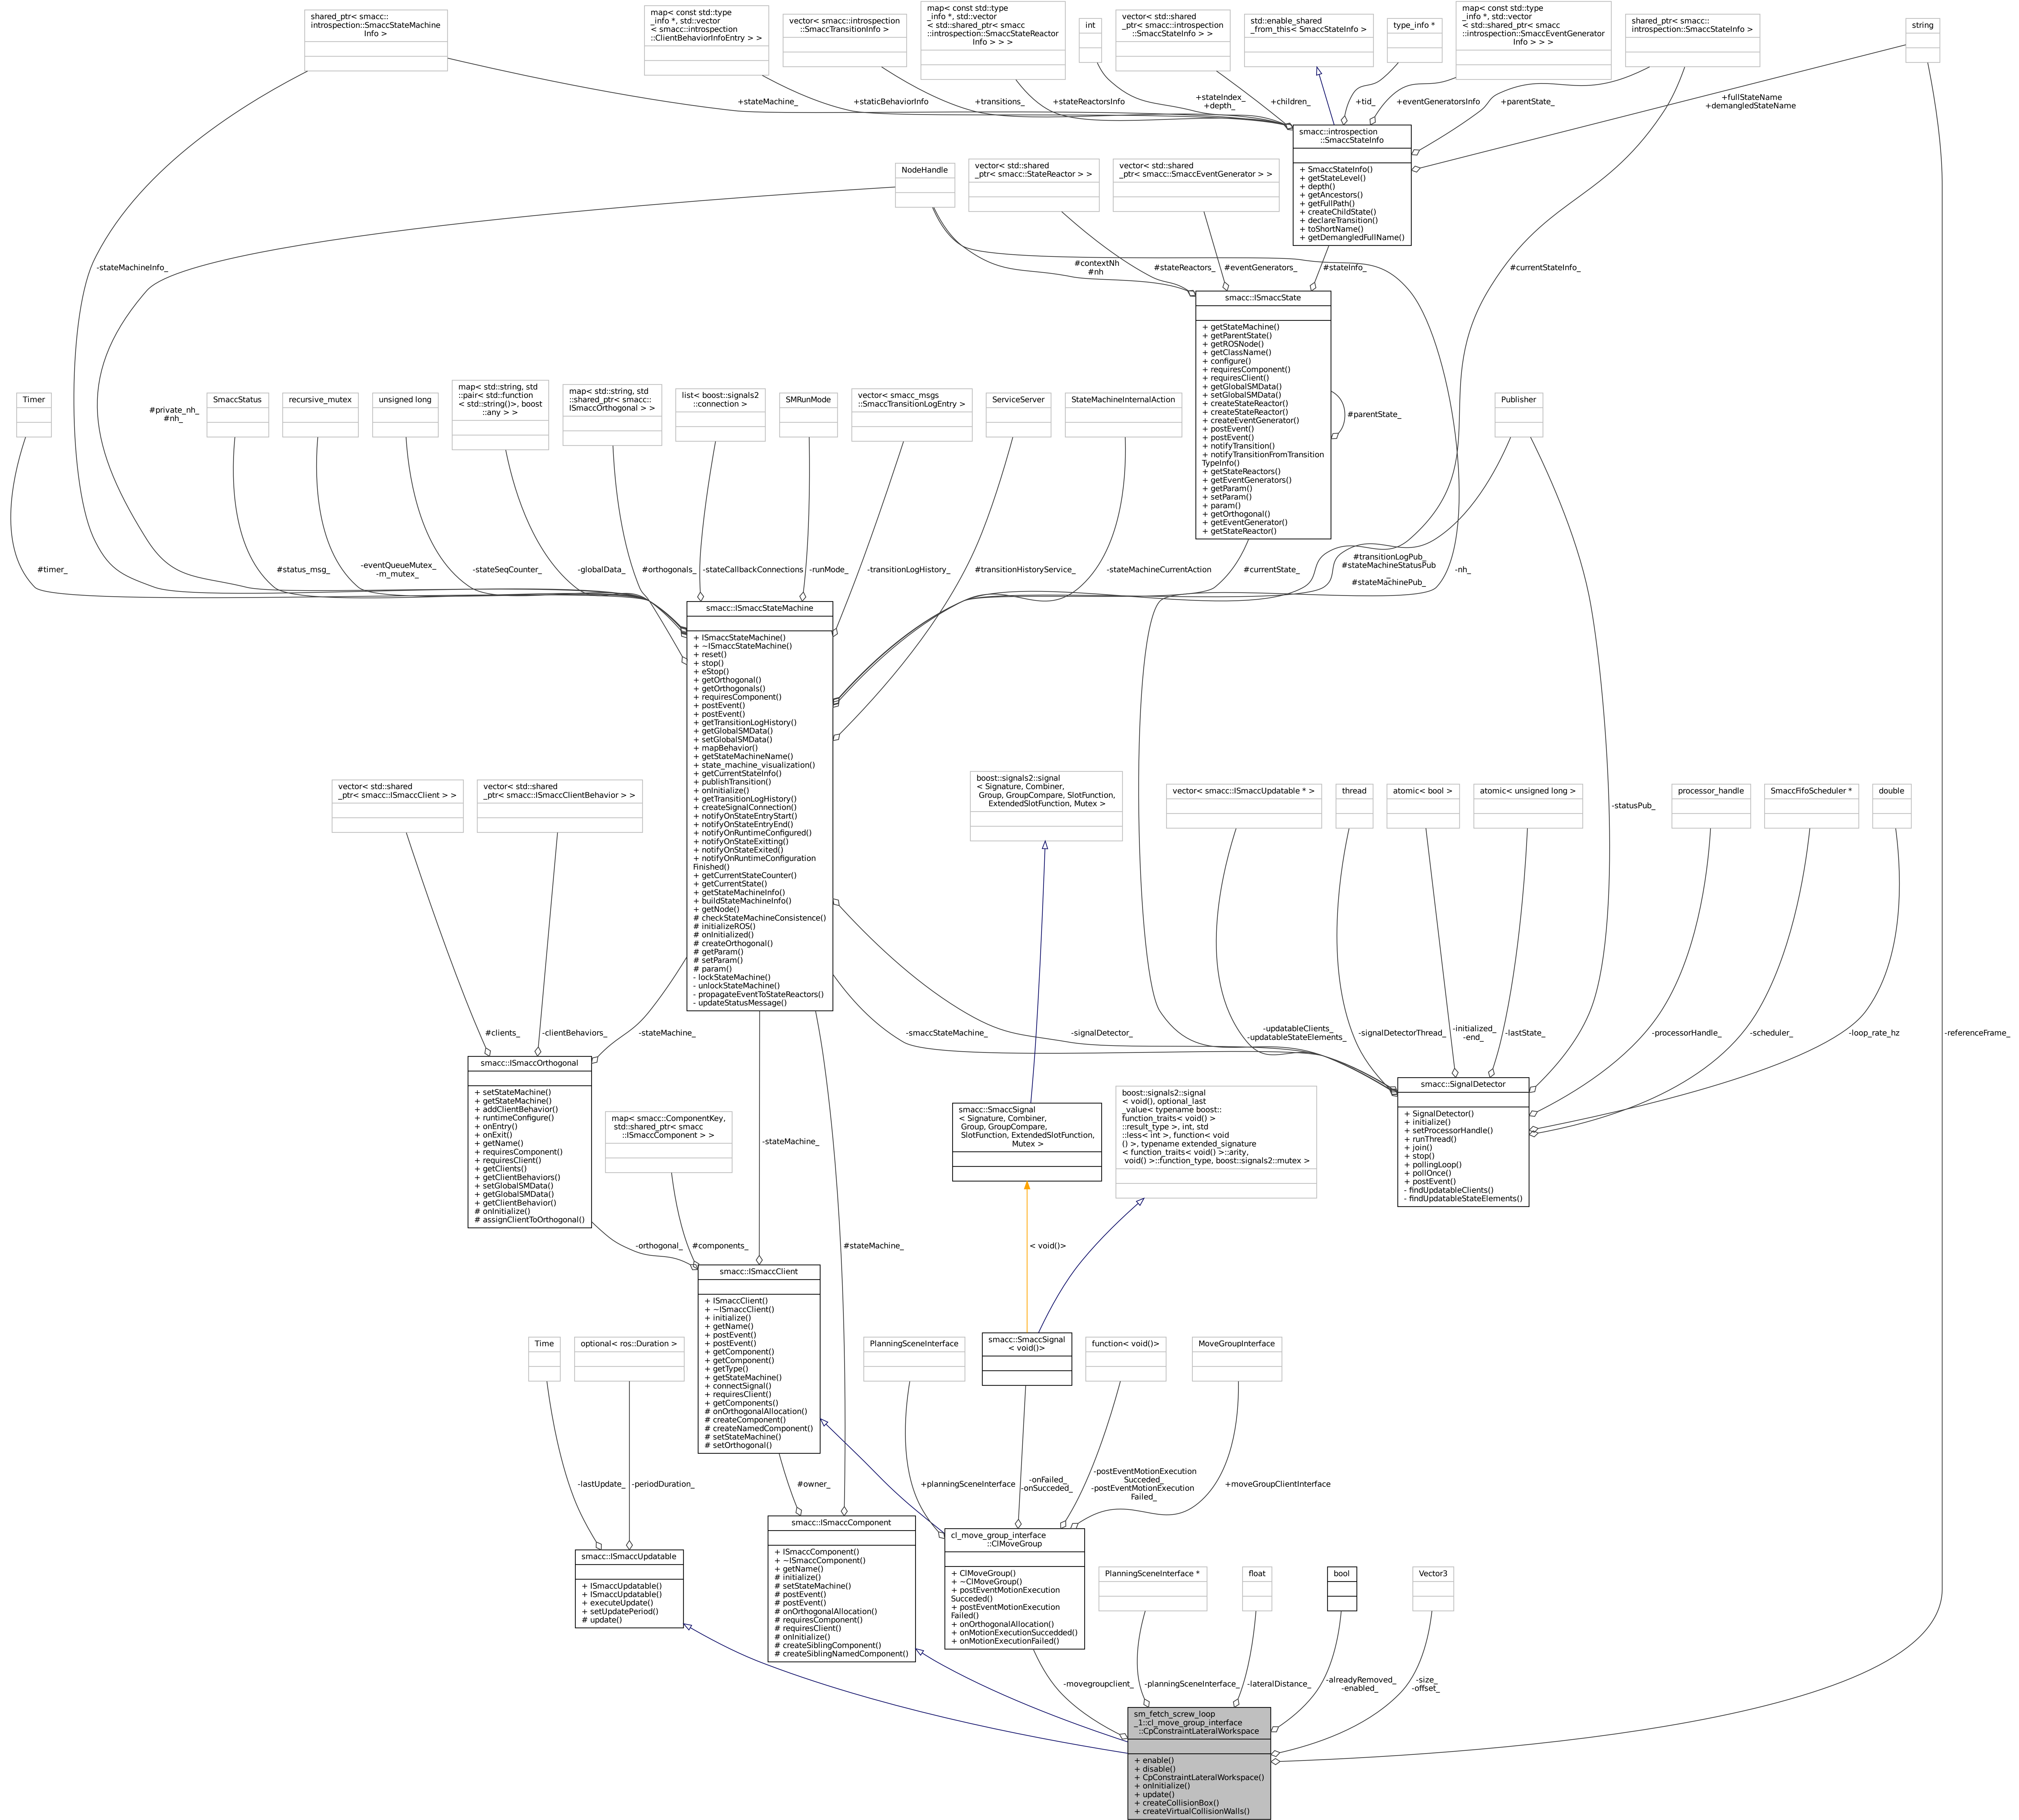 shared_ptr< smacc::
introspection::SmaccStateMachine
Info >
map< const std::type
_info *, std::vector
< smacc::introspection
::ClientBehaviorInfoEntry > >
vector< smacc::introspection
::SmaccTransitionInfo >
map< const std::type
_info *, std::vector
< std::shared_ptr< smacc
::introspection::SmaccStateReactor
Info > > >
int
vector< std::shared
_ptr< smacc::introspection
::SmaccStateInfo > >
std::enable_shared
_from_this< SmaccStateInfo >
type_info *
map< const std::type
_info *, std::vector
< std::shared_ptr< smacc
::introspection::SmaccEventGenerator
Info > > >
shared_ptr< smacc::
introspection::SmaccStateInfo >
string
+stateMachine_
+staticBehaviorInfo
+transitions_
+stateReactorsInfo
+stateIndex_
+depth_
+children_
+tid_
+eventGeneratorsInfo
+parentState_
+fullStateName
+demangledStateName
smacc::introspection
::SmaccStateInfo
+ SmaccStateInfo()
+ getStateLevel()
+ depth()
+ getAncestors()
+ getFullPath()
+ createChildState()
+ declareTransition()
+ toShortName()
+ getDemangledFullName()
NodeHandle
vector< std::shared
_ptr< smacc::StateReactor > >
vector< std::shared
_ptr< smacc::SmaccEventGenerator > >
-stateMachineInfo_
#contextNh
#nh
#stateReactors_
#eventGenerators_
#stateInfo_
#currentStateInfo_
smacc::ISmaccState
+ getStateMachine()
+ getParentState()
+ getROSNode()
+ getClassName()
+ configure()
+ requiresComponent()
+ requiresClient()
+ getGlobalSMData()
+ setGlobalSMData()
+ createStateReactor()
+ createStateReactor()
+ createEventGenerator()
+ postEvent()
+ postEvent()
+ notifyTransition()
+ notifyTransitionFromTransition
TypeInfo()
+ getStateReactors()
+ getEventGenerators()
+ getParam()
+ setParam()
+ param()
+ getOrthogonal()
+ getEventGenerator()
+ getStateReactor()
#parentState_
Timer
#private_nh_
#nh_
SmaccStatus
recursive_mutex
unsigned long
map< std::string, std
::pair< std::function
< std::string()>, boost
::any > >
map< std::string, std
::shared_ptr< smacc::
ISmaccOrthogonal > >
list< boost::signals2
::connection >
SMRunMode
vector< smacc_msgs
::SmaccTransitionLogEntry >
ServiceServer
StateMachineInternalAction
Publisher
#timer_
#status_msg_
-eventQueueMutex_
-m_mutex_
-stateSeqCounter_
-globalData_
#orthogonals_
-stateCallbackConnections
-runMode_
-transitionLogHistory_
#transitionHistoryService_
-stateMachineCurrentAction
#currentState_
#transitionLogPub_
#stateMachineStatusPub
_
#stateMachinePub_
-nh_
smacc::ISmaccStateMachine
+ ISmaccStateMachine()
+ ~ISmaccStateMachine()
+ reset()
+ stop()
+ eStop()
+ getOrthogonal()
+ getOrthogonals()
+ requiresComponent()
+ postEvent()
+ postEvent()
+ getTransitionLogHistory()
+ getGlobalSMData()
+ setGlobalSMData()
+ mapBehavior()
+ getStateMachineName()
+ state_machine_visualization()
+ getCurrentStateInfo()
+ publishTransition()
+ onInitialize()
+ getTransitionLogHistory()
+ createSignalConnection()
+ notifyOnStateEntryStart()
+ notifyOnStateEntryEnd()
+ notifyOnRuntimeConfigured()
+ notifyOnStateExitting()
+ notifyOnStateExited()
+ notifyOnRuntimeConfiguration
Finished()
+ getCurrentStateCounter()
+ getCurrentState()
+ getStateMachineInfo()
+ buildStateMachineInfo()
+ getNode()
# checkStateMachineConsistence()
# initializeROS()
# onInitialized()
# createOrthogonal()
# getParam()
# setParam()
# param()
- lockStateMachine()
- unlockStateMachine()
- propagateEventToStateReactors()
- updateStatusMessage()
vector< std::shared
_ptr< smacc::ISmaccClient > >
vector< std::shared
_ptr< smacc::ISmaccClientBehavior > >
boost::signals2::signal
< Signature, Combiner,
Group, GroupCompare, SlotFunction,
ExtendedSlotFunction, Mutex >
vector< smacc::ISmaccUpdatable * >
thread
atomic< bool >
atomic< unsigned long >
processor_handle
SmaccFifoScheduler *
double
-statusPub_
#clients_
-clientBehaviors_
-stateMachine_
-smaccStateMachine_
-signalDetector_
-updatableClients_
-updatableStateElements_
-signalDetectorThread_
-initialized_
-end_
-lastState_
-processorHandle_
-scheduler_
-loop_rate_hz
-referenceFrame_
smacc::ISmaccOrthogonal
+ setStateMachine()
+ getStateMachine()
+ addClientBehavior()
+ runtimeConfigure()
+ onEntry()
+ onExit()
+ getName()
+ requiresComponent()
+ requiresClient()
+ getClients()
+ getClientBehaviors()
+ setGlobalSMData()
+ getGlobalSMData()
+ getClientBehavior()
# onInitialize()
# assignClientToOrthogonal()
map< smacc::ComponentKey,
std::shared_ptr< smacc
::ISmaccComponent > >
-stateMachine_
smacc::SmaccSignal
< Signature, Combiner,
Group, GroupCompare,
SlotFunction, ExtendedSlotFunction,
Mutex >
boost::signals2::signal
< void(), optional_last
_value< typename boost::
function_traits< void() >
::result_type >, int, std
::less< int >, function< void
() >, typename extended_signature
< function_traits< void() >::arity,
void() >::function_type, boost::signals2::mutex >
smacc::SignalDetector
+ SignalDetector()
+ initialize()
+ setProcessorHandle()
+ runThread()
+ join()
+ stop()
+ pollingLoop()
+ pollOnce()
+ postEvent()
- findUpdatableClients()
- findUpdatableStateElements()
-orthogonal_
#components_
#stateMachine_
< void()>
smacc::ISmaccClient
+ ISmaccClient()
+ ~ISmaccClient()
+ initialize()
+ getName()
+ postEvent()
+ postEvent()
+ getComponent()
+ getComponent()
+ getType()
+ getStateMachine()
+ connectSignal()
+ requiresClient()
+ getComponents()
# onOrthogonalAllocation()
# createComponent()
# createNamedComponent()
# setStateMachine()
# setOrthogonal()
Time
optional< ros::Duration >
PlanningSceneInterface
smacc::SmaccSignal
< void()>
function< void()>
MoveGroupInterface
-lastUpdate_
-periodDuration_
#owner_
+planningSceneInterface
-onFailed_
-onSucceded_
-postEventMotionExecution
Succeded_
-postEventMotionExecution
Failed_
+moveGroupClientInterface
smacc::ISmaccUpdatable
+ ISmaccUpdatable()
+ ISmaccUpdatable()
+ executeUpdate()
+ setUpdatePeriod()
# update()
smacc::ISmaccComponent
+ ISmaccComponent()
+ ~ISmaccComponent()
+ getName()
# initialize()
# setStateMachine()
# postEvent()
# postEvent()
# onOrthogonalAllocation()
# requiresComponent()
# requiresClient()
# onInitialize()
# createSiblingComponent()
# createSiblingNamedComponent()
cl_move_group_interface
::ClMoveGroup
+ ClMoveGroup()
+ ~ClMoveGroup()
+ postEventMotionExecution
Succeded()
+ postEventMotionExecution
Failed()
+ onOrthogonalAllocation()
+ onMotionExecutionSuccedded()
+ onMotionExecutionFailed()
PlanningSceneInterface *
float
bool
Vector3
-movegroupclient_
-planningSceneInterface_
-lateralDistance_
-alreadyRemoved_
-enabled_
-size_
-offset_
sm_fetch_screw_loop
_1::cl_move_group_interface
::CpConstraintLateralWorkspace
+ enable()
+ disable()
+ CpConstraintLateralWorkspace()
+ onInitialize()
+ update()
+ createCollisionBox()
+ createVirtualCollisionWalls()